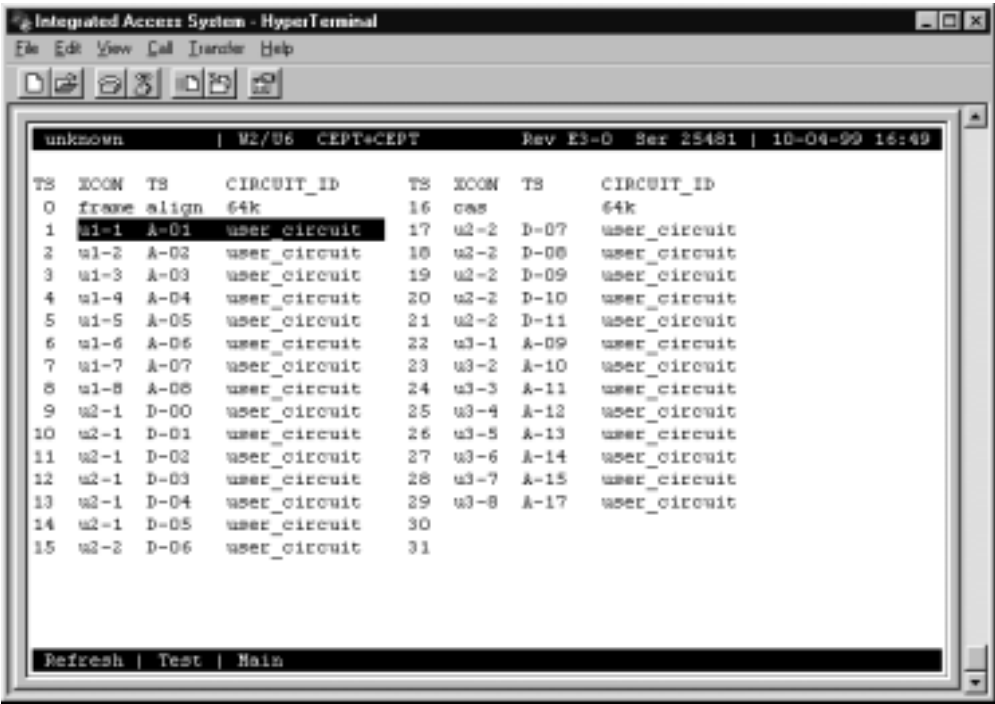 Integrated Access System - HyperTerminal
File Edit View Call Transfer Help
unknown | W2/U6 CEPT+CEPT Rev E3-0 Ser 25481 | 10-04-99 16:49
TS XCON TS CIRCUIT_ID TS XCON TS CIRCUIT_ID
0 frame align 64k 16 cas 64k
1 u1-1 A-01 user_circuit 17 u2-2 D-07 user_circuit
2 u1-2 A-02 user_circuit 18 u2-2 D-08 user_circuit
3 u1-3 A-03 user_circuit 19 u2-2 D-09 user_circuit
4 u1-4 A-04 user_circuit 20 u2-2 D-10 user_circuit
5 u1-5 A-05 user_circuit 21 u2-2 D-11 user_circuit
6 u1-6 A-06 user_circuit 22 u3-1 A-09 user_circuit
7 u1-7 A-07 user_circuit 23 u3-2 A-10 user_circuit
8 u1-8 A-08 user_circuit 24 u3-3 A-11 user_circuit
9 u2-1 D-00 user_circuit 25 u3-4 A-12 user_circuit
10 u2-1 D-01 user_circuit 26 u3-5 A-13 user_circuit
11 u2-1 D-02 user_circuit 27 u3-6 A-14 user_circuit
12 u2-1 D-03 user_circuit 28 u3-7 A-15 user_circuit
13 u2-1 D-04 user_circuit 29 u3-8 A-17 user_circuit
14 u2-1 D-05 user_circuit 30
15 u2-2 D-06 user_circuit 31
Refresh | Test | Main